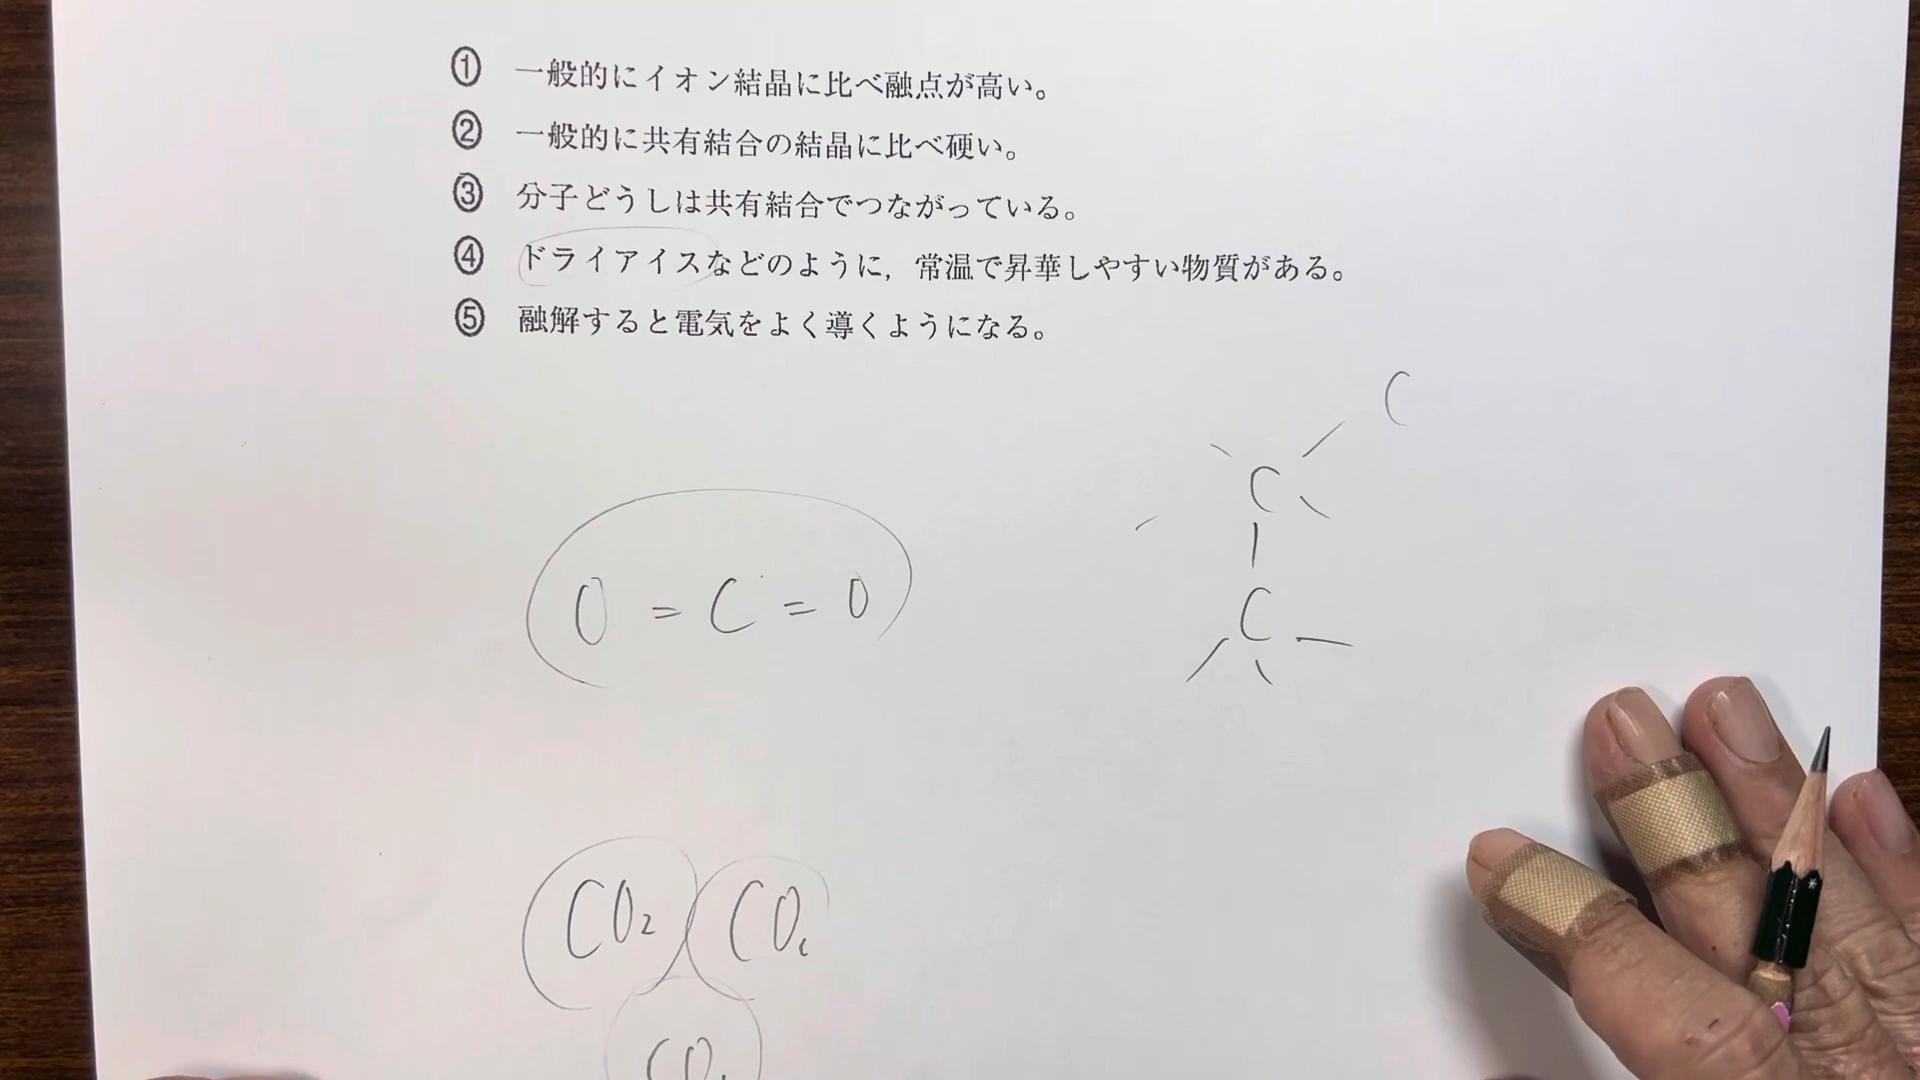 ① 一般的にイオン結晶に比べ融点が高い。
② 一般的に共有結合の結晶に比べ硬い。
③ 分子どうしは共有結合でつながっている。
④ ドライアイスなどのように，常温で昇華しやすい物質がある。
⑤ 融解すると電気をよく導くようになる。
C
C
O = C = O
C
CO2 CO2
CO2